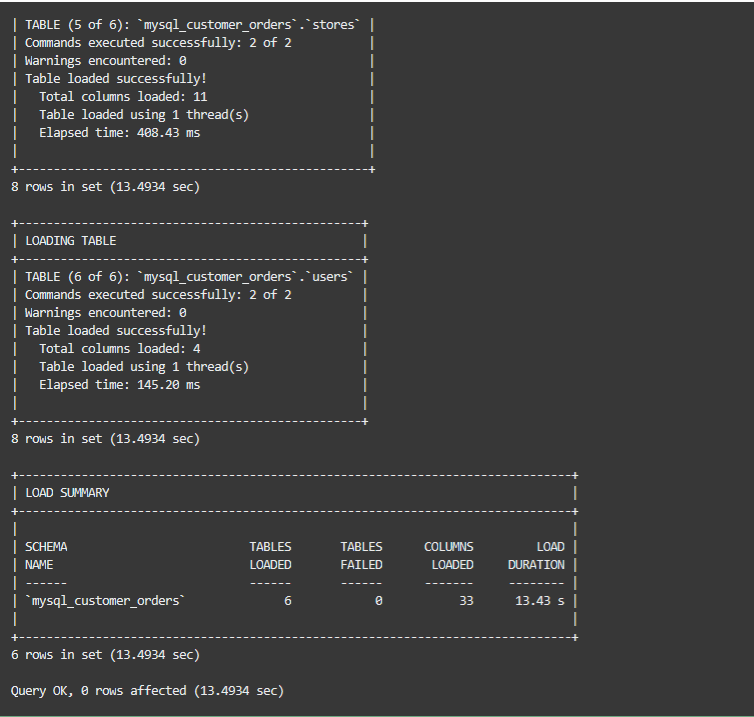 | TABLE (5 of 6): `mysql_customer_orders`.`stores` |
| Commands executed successfully: 2 of 2           |
| Warnings encountered: 0                          |
| Table loaded successfully!                       |
|   Total columns loaded: 11                       |
|   Table loaded using 1 thread(s)                 |
|   Elapsed time: 408.43 ms                        |
|                                                  |
+--------------------------------------------------+
8 rows in set (13.4934 sec)

+-------------------------------------------------+
| LOADING TABLE                                   |
+-------------------------------------------------+
| TABLE (6 of 6): `mysql_customer_orders`.`users` |
| Commands executed successfully: 2 of 2          |
| Warnings encountered: 0                         |
| Table loaded successfully!                      |
|   Total columns loaded: 4                       |
|   Table loaded using 1 thread(s)                |
|   Elapsed time: 145.20 ms                       |
|                                                 |
+-------------------------------------------------+
8 rows in set (13.4934 sec)

+-------------------------------------------------------------------------------+
| LOAD SUMMARY                                                                  |
+-------------------------------------------------------------------------------+
|                                                                               |
| SCHEMA                          TABLES       TABLES      COLUMNS         LOAD |
| NAME                            LOADED       FAILED       LOADED     DURATION |
| ------                          ------       ------      -------     -------- |
| `mysql_customer_orders`              6            0           33      13.43 s |
|                                                                               |
+-------------------------------------------------------------------------------+
6 rows in set (13.4934 sec)

Query OK, 0 rows affected (13.4934 sec)